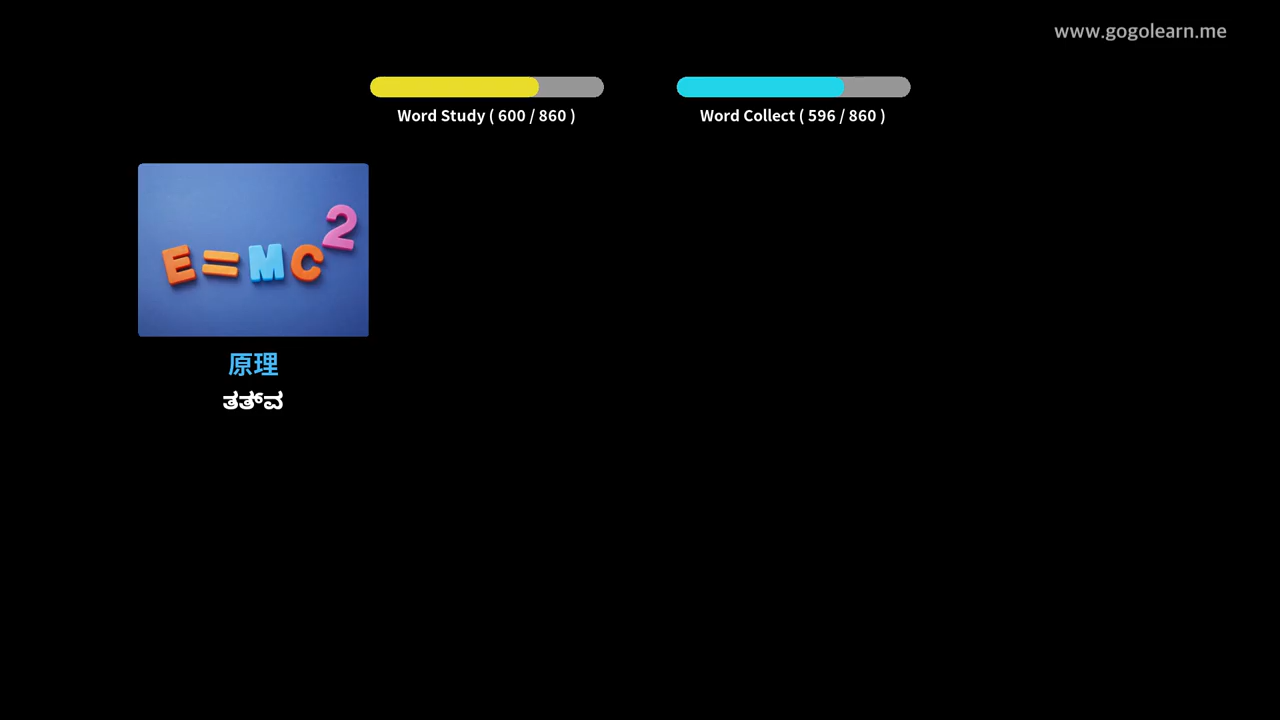 www.gogolearn.me
Word Study ( 600 / 860 )
Word Collect ( 596 / 860 )
E=MC²
原理
ತತ್ವ